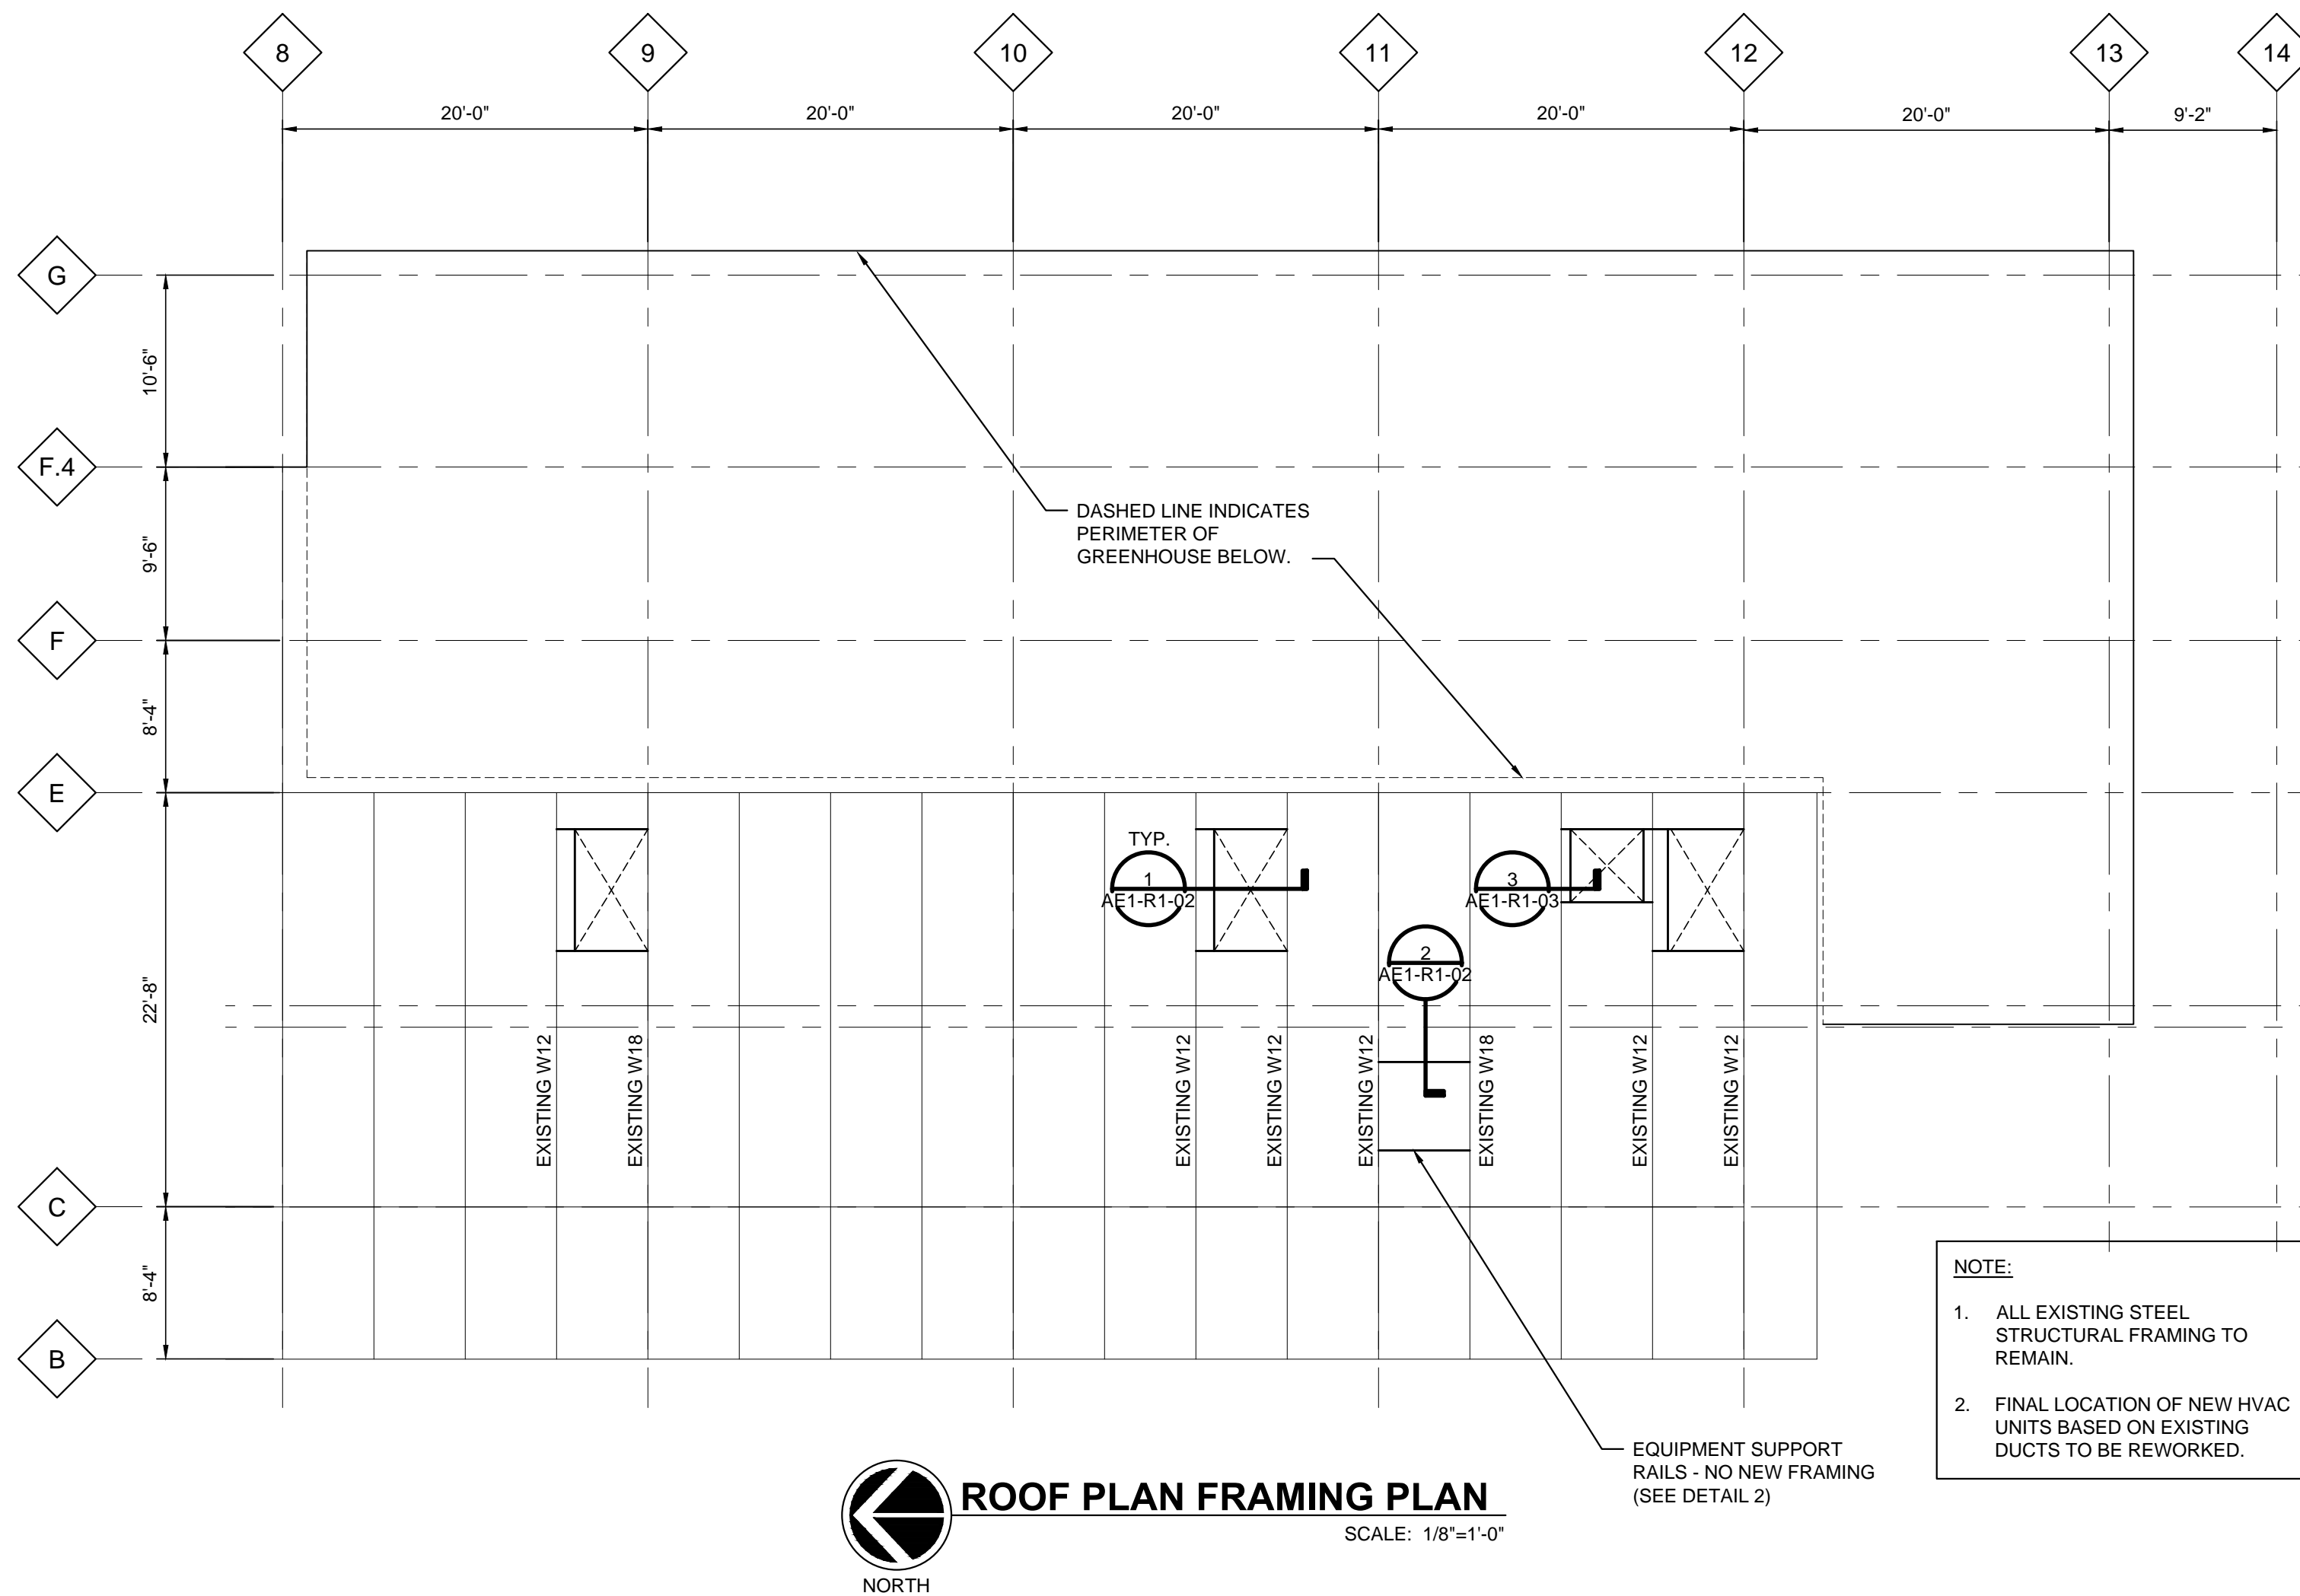 8
9
10
11
12
13
14
20'-0"
20'-0"
20'-0"
20'-0"
20'-0"
9'-2"
G
10'-6"
F.4
9'-6"
F
8'-4"
E
22'-8"
C
8'-4"
B
DASHED LINE INDICATES
PERIMETER OF
GREENHOUSE BELOW.
TYP.
1
AE1-R1-02
3
AE1-R1-03
2
AE1-R1-02
EXISTING W12
EXISTING W18
EXISTING W12
EXISTING W12
EXISTING W12
EXISTING W18
EXISTING W12
EXISTING W12
NOTE:
1. ALL EXISTING STEEL
STRUCTURAL FRAMING TO
REMAIN.
2. FINAL LOCATION OF NEW HVAC
UNITS BASED ON EXISTING
DUCTS TO BE REWORKED.
EQUIPMENT SUPPORT
RAILS - NO NEW FRAMING
(SEE DETAIL 2)
ROOF PLAN FRAMING PLAN
SCALE: 1/8"=1'-0"
NORTH